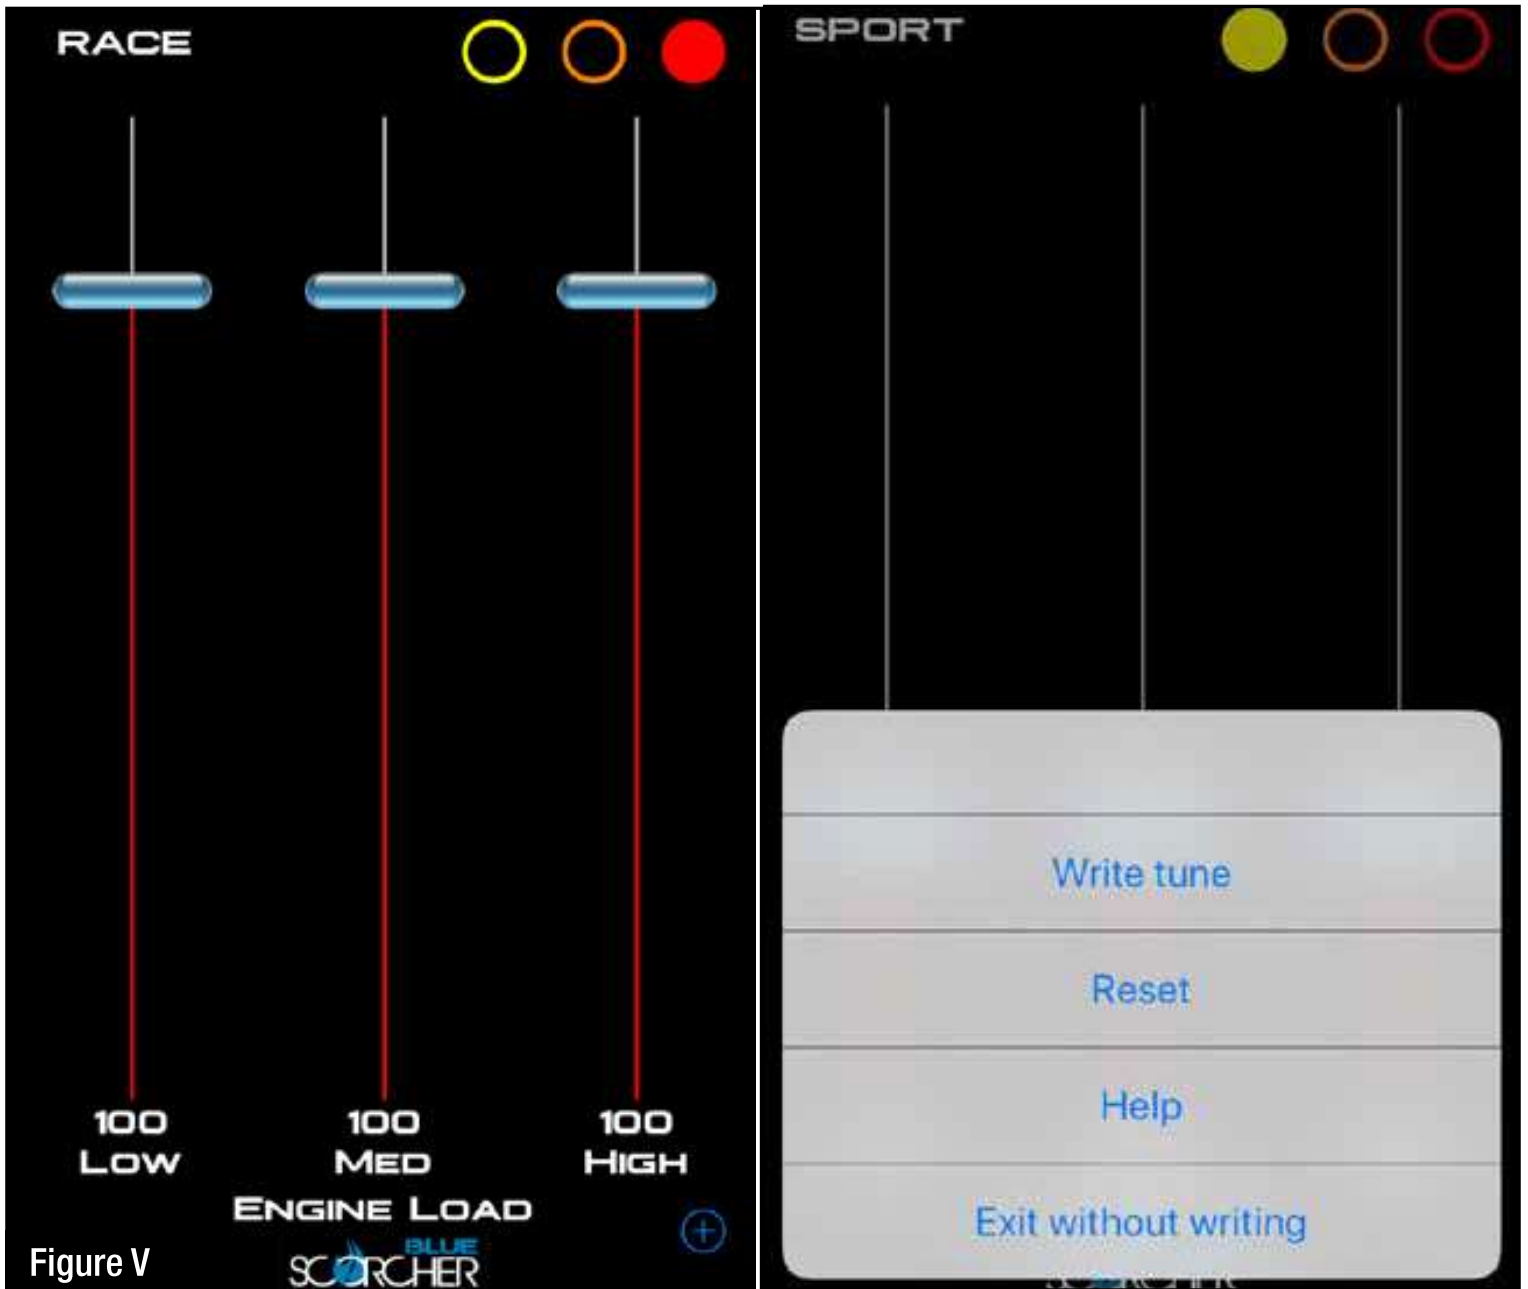 RACE
100 100 100
LOW MED HIGH
ENGINE LOAD
BLUE
SCORCHER
Figure V
SPORT
Write tune
Reset
Help
Exit without writing